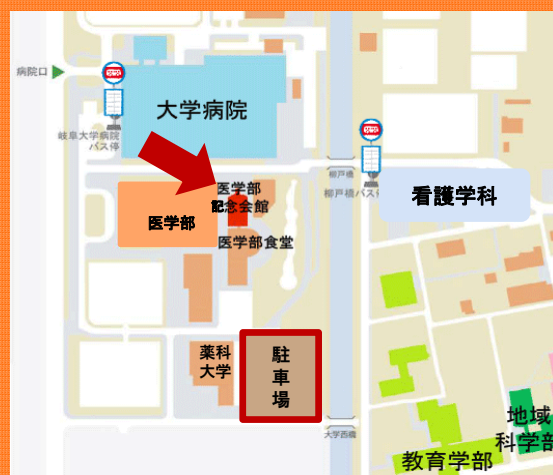 病院口
大学病院
岐阜大学病院
バス停
柳戸橋
柳戸橋バス停
看護学科
医学部
記念会館
医学部
医学部食堂
薬科
大学
駐
車
場
大学西橋
地域
科学部
教育学部